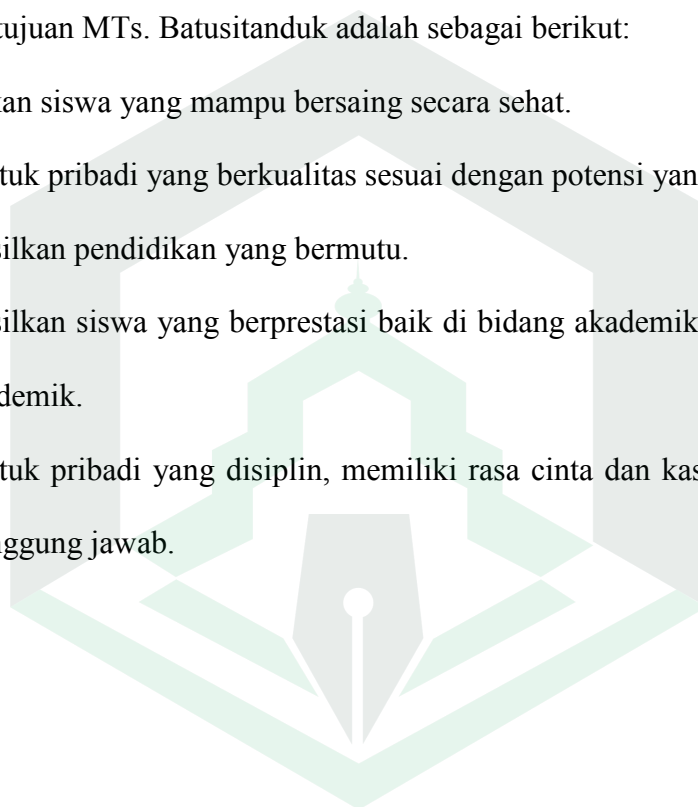 tujuan MTs. Batusitanduk adalah sebagai berikut:
kan siswa yang mampu bersaing secara sehat.
tuk pribadi yang berkualitas sesuai dengan potensi yan
silkan pendidikan yang bermutu.
silkan siswa yang berprestasi baik di bidang akademik
demik.
tuk pribadi yang disiplin, memiliki rasa cinta dan kas
nggung jawab.